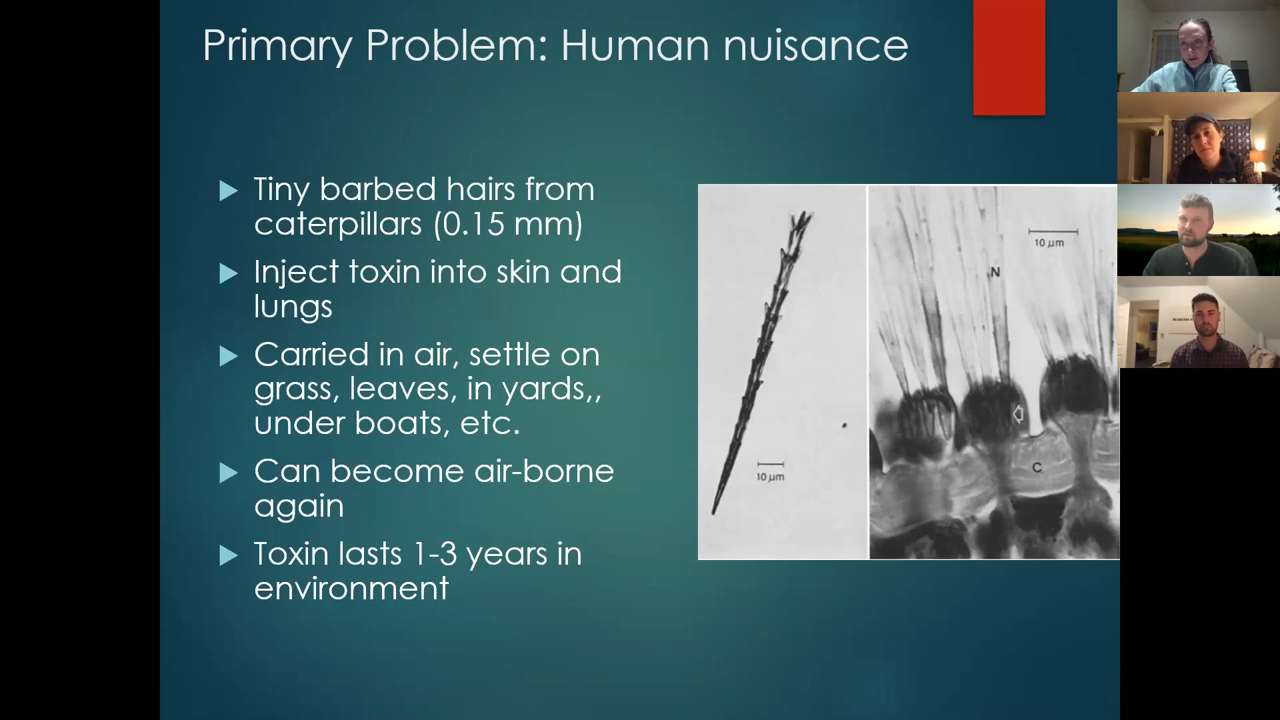 Primary Problem: Human nuisance
Tiny barbed hairs from
caterpillars (0.15 mm)
Inject toxin into skin and
lungs
Carried in air, settle on
grass, leaves, in yards,,
under boats, etc.
Can become air-borne
again
Toxin lasts 1-3 years in
environment
10 µm
N
10 µm
C